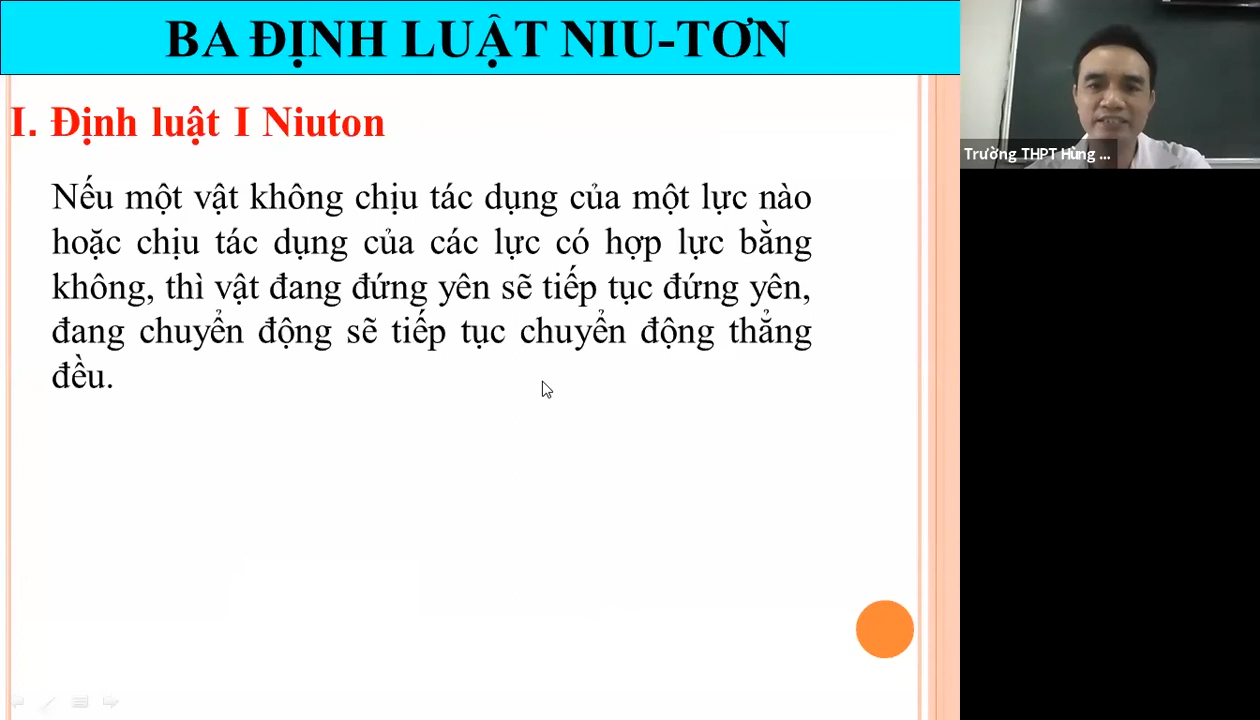 BA ĐỊNH LUẬT NIU-TƠN
I. Định luật I Niuton
Nếu một vật không chịu tác dụng của một lực nào
hoặc chịu tác dụng của các lực có hợp lực bằng
không, thì vật đang đứng yên sẽ tiếp tục đứng yên,
đang chuyển động sẽ tiếp tục chuyển động thẳng
đều.
Trường THPT Hùng ...